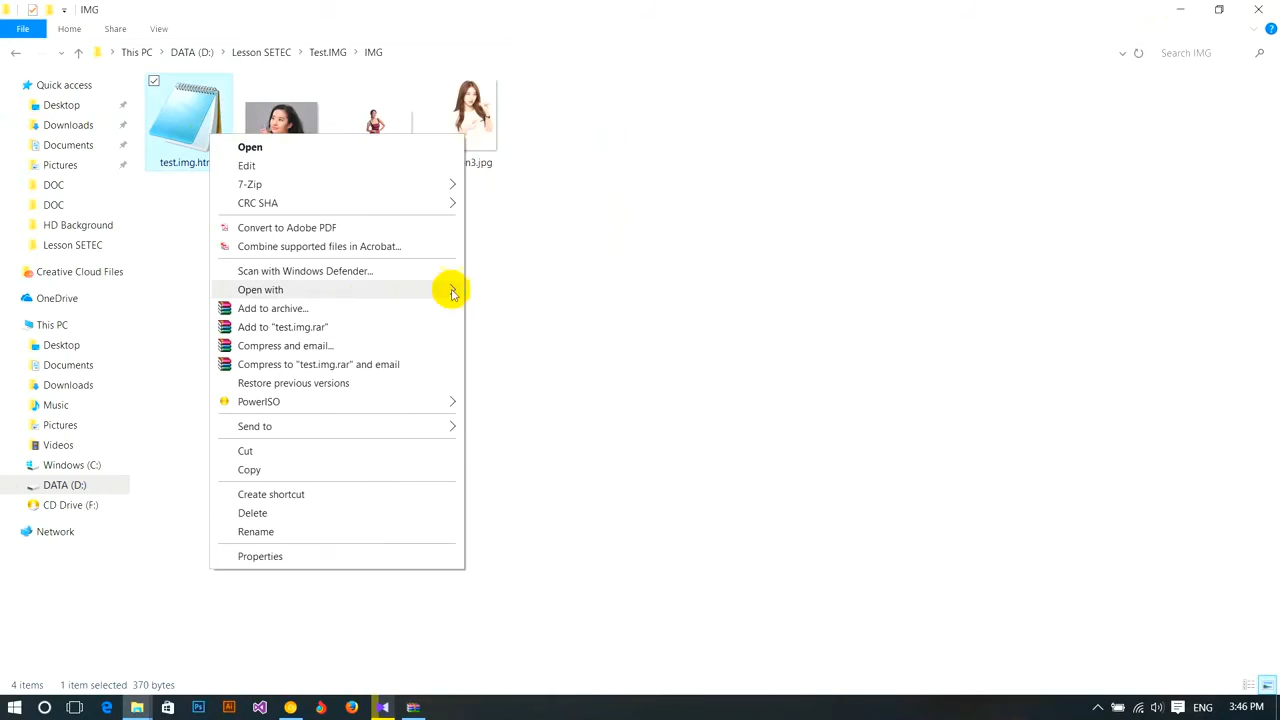 IMG
File
Home
Share
View
This PC
DATA (D:)
Lesson SETEC
Test.IMG
IMG
Search IMG
Quick access
Desktop
Downloads
Documents
Pictures
DOC
DOC
HD Background
Lesson SETEC
Creative Cloud Files
OneDrive
This PC
Desktop
Documents
Downloads
Music
Pictures
Videos
Windows (C:)
DATA (D:)
CD Drive (F:)
Network
test.img.htm
n3.jpg
Open
Edit
7-Zip
CRC SHA
Convert to Adobe PDF
Combine supported files in Acrobat...
Scan with Windows Defender...
Open with
Add to archive...
Add to "test.img.rar"
Compress and email...
Compress to "test.img.rar" and email
Restore previous versions
PowerISO
Send to
Cut
Copy
Create shortcut
Delete
Rename
Properties
4 items
1 item selected 370 bytes
Ps
Ai
ENG
3:46 PM